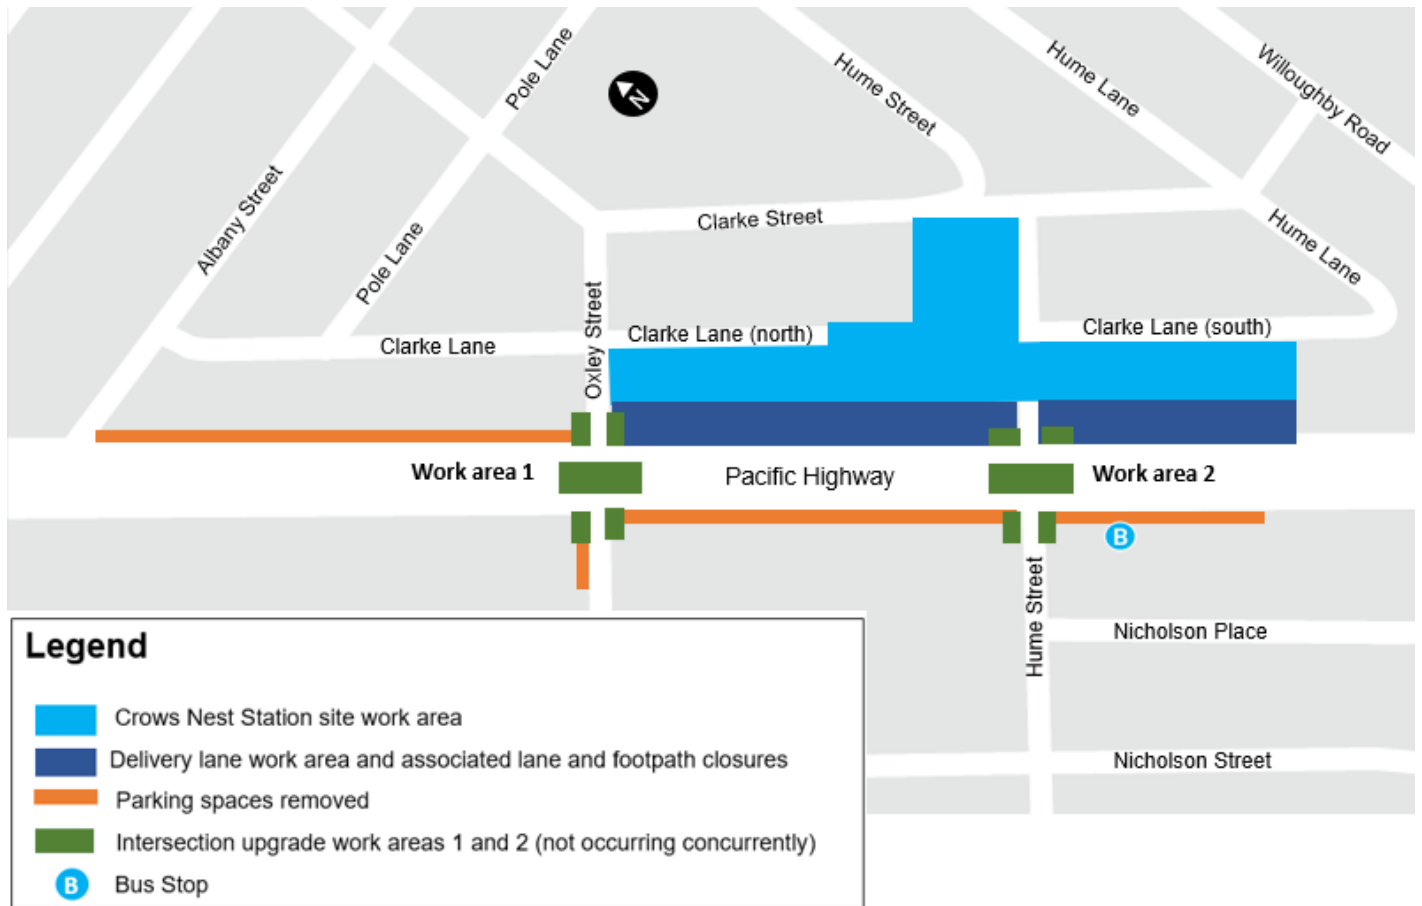 Pole Lane
Hume Street
Hume Lane
Willoughby Road
N
Albany Street
Pole Lane
Clarke Street
Hume Lane
Oxley Street
Clarke Lane
Clarke Lane (north)
Clarke Lane (south)
Work area 1
Pacific Highway
Work area 2
B
Hume Street
Nicholson Place
Nicholson Street
Legend
Crows Nest Station site work area
Delivery lane work area and associated lane and footpath closures
Parking spaces removed
Intersection upgrade work areas 1 and 2 (not occurring concurrently)
B Bus Stop